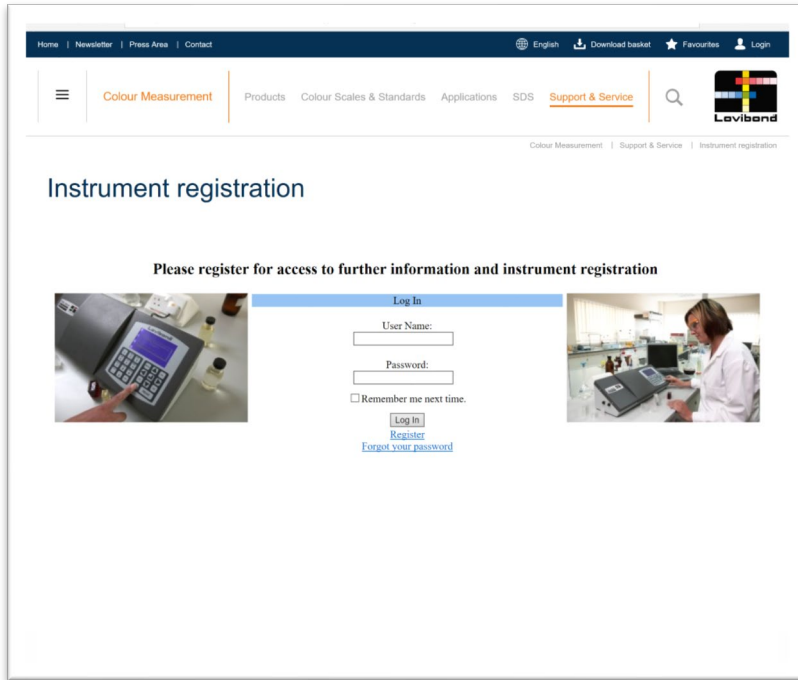 Home | Newsletter | Press Area | Contact English Download basket Favourites Login
Colour Measurement Products Colour Scales & Standards Applications SDS Support & Service
Lovibond
Colour Measurement | Support & Service | Instrument registration
Instrument registration
Please register for access to further information and instrument registration
Log In
User Name:
Password:
Remember me next time.
Log In
Register
Forgot your password